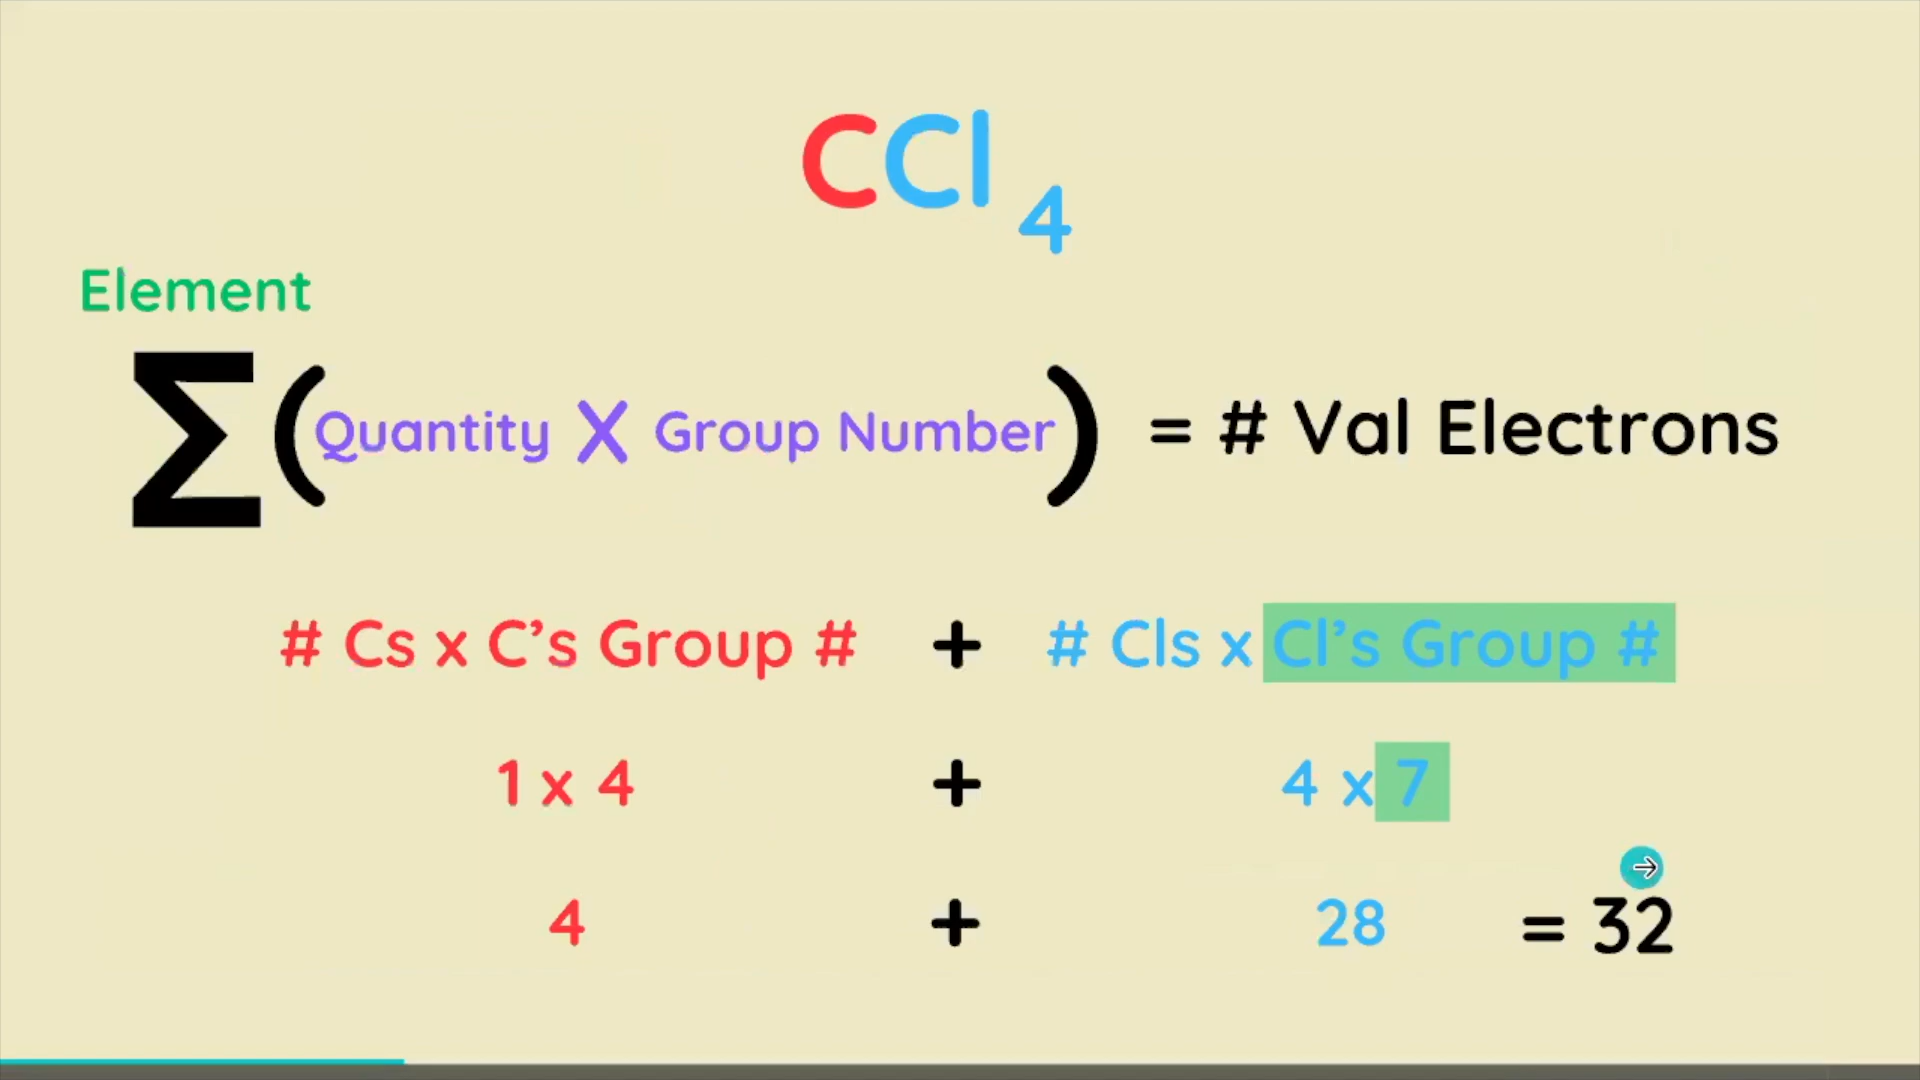 CCl4
Element
Σ(Quantity X Group Number) = # Val Electrons
# Cs x C’s Group # + # Cls x Cl’s Group #
1 x 4 + 4 x 7
4 + 28 = 32